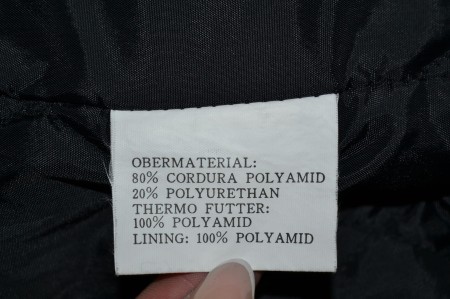 OBERMATERIAL:
80% CORDURA POLYAMID
20% POLYURETHAN
THERMO FUTTER:
100% POLYAMID
LINING: 100% POLYAMID